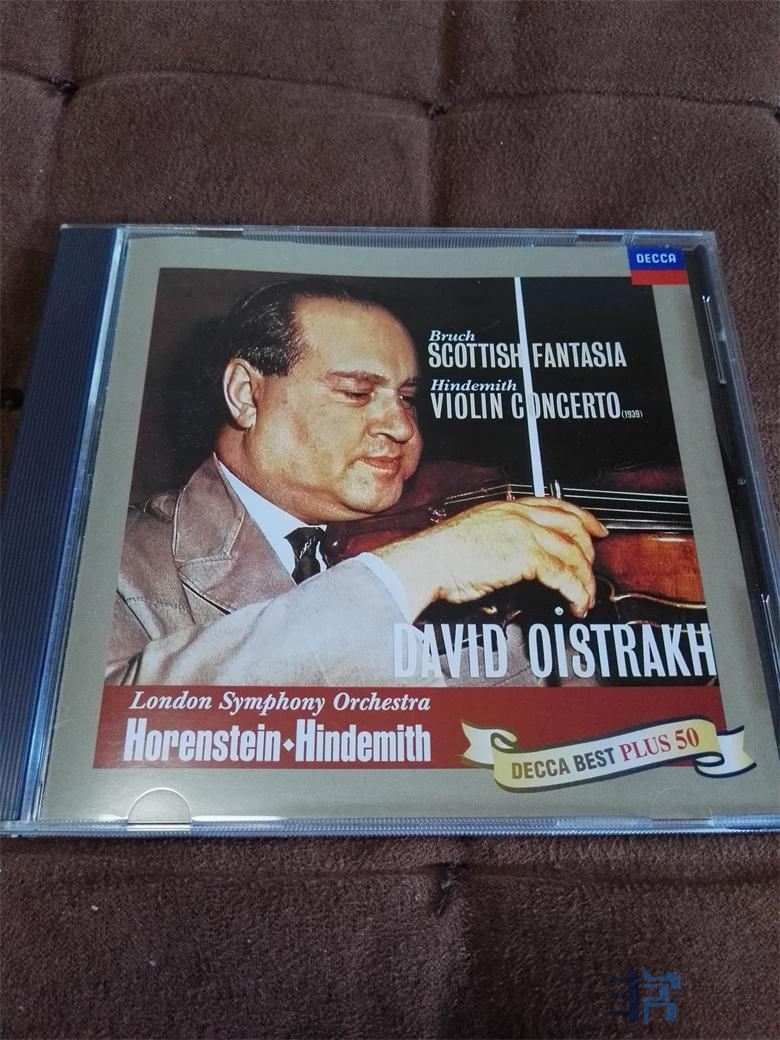 DECCA
Bruch
SCOTTISH FANTASIA
Hindemith
VIOLIN CONCERTO (1939)
DAVID OISTRAKH
London Symphony Orchestra
Horenstein◆Hindemith
DECCA BEST PLUS 50